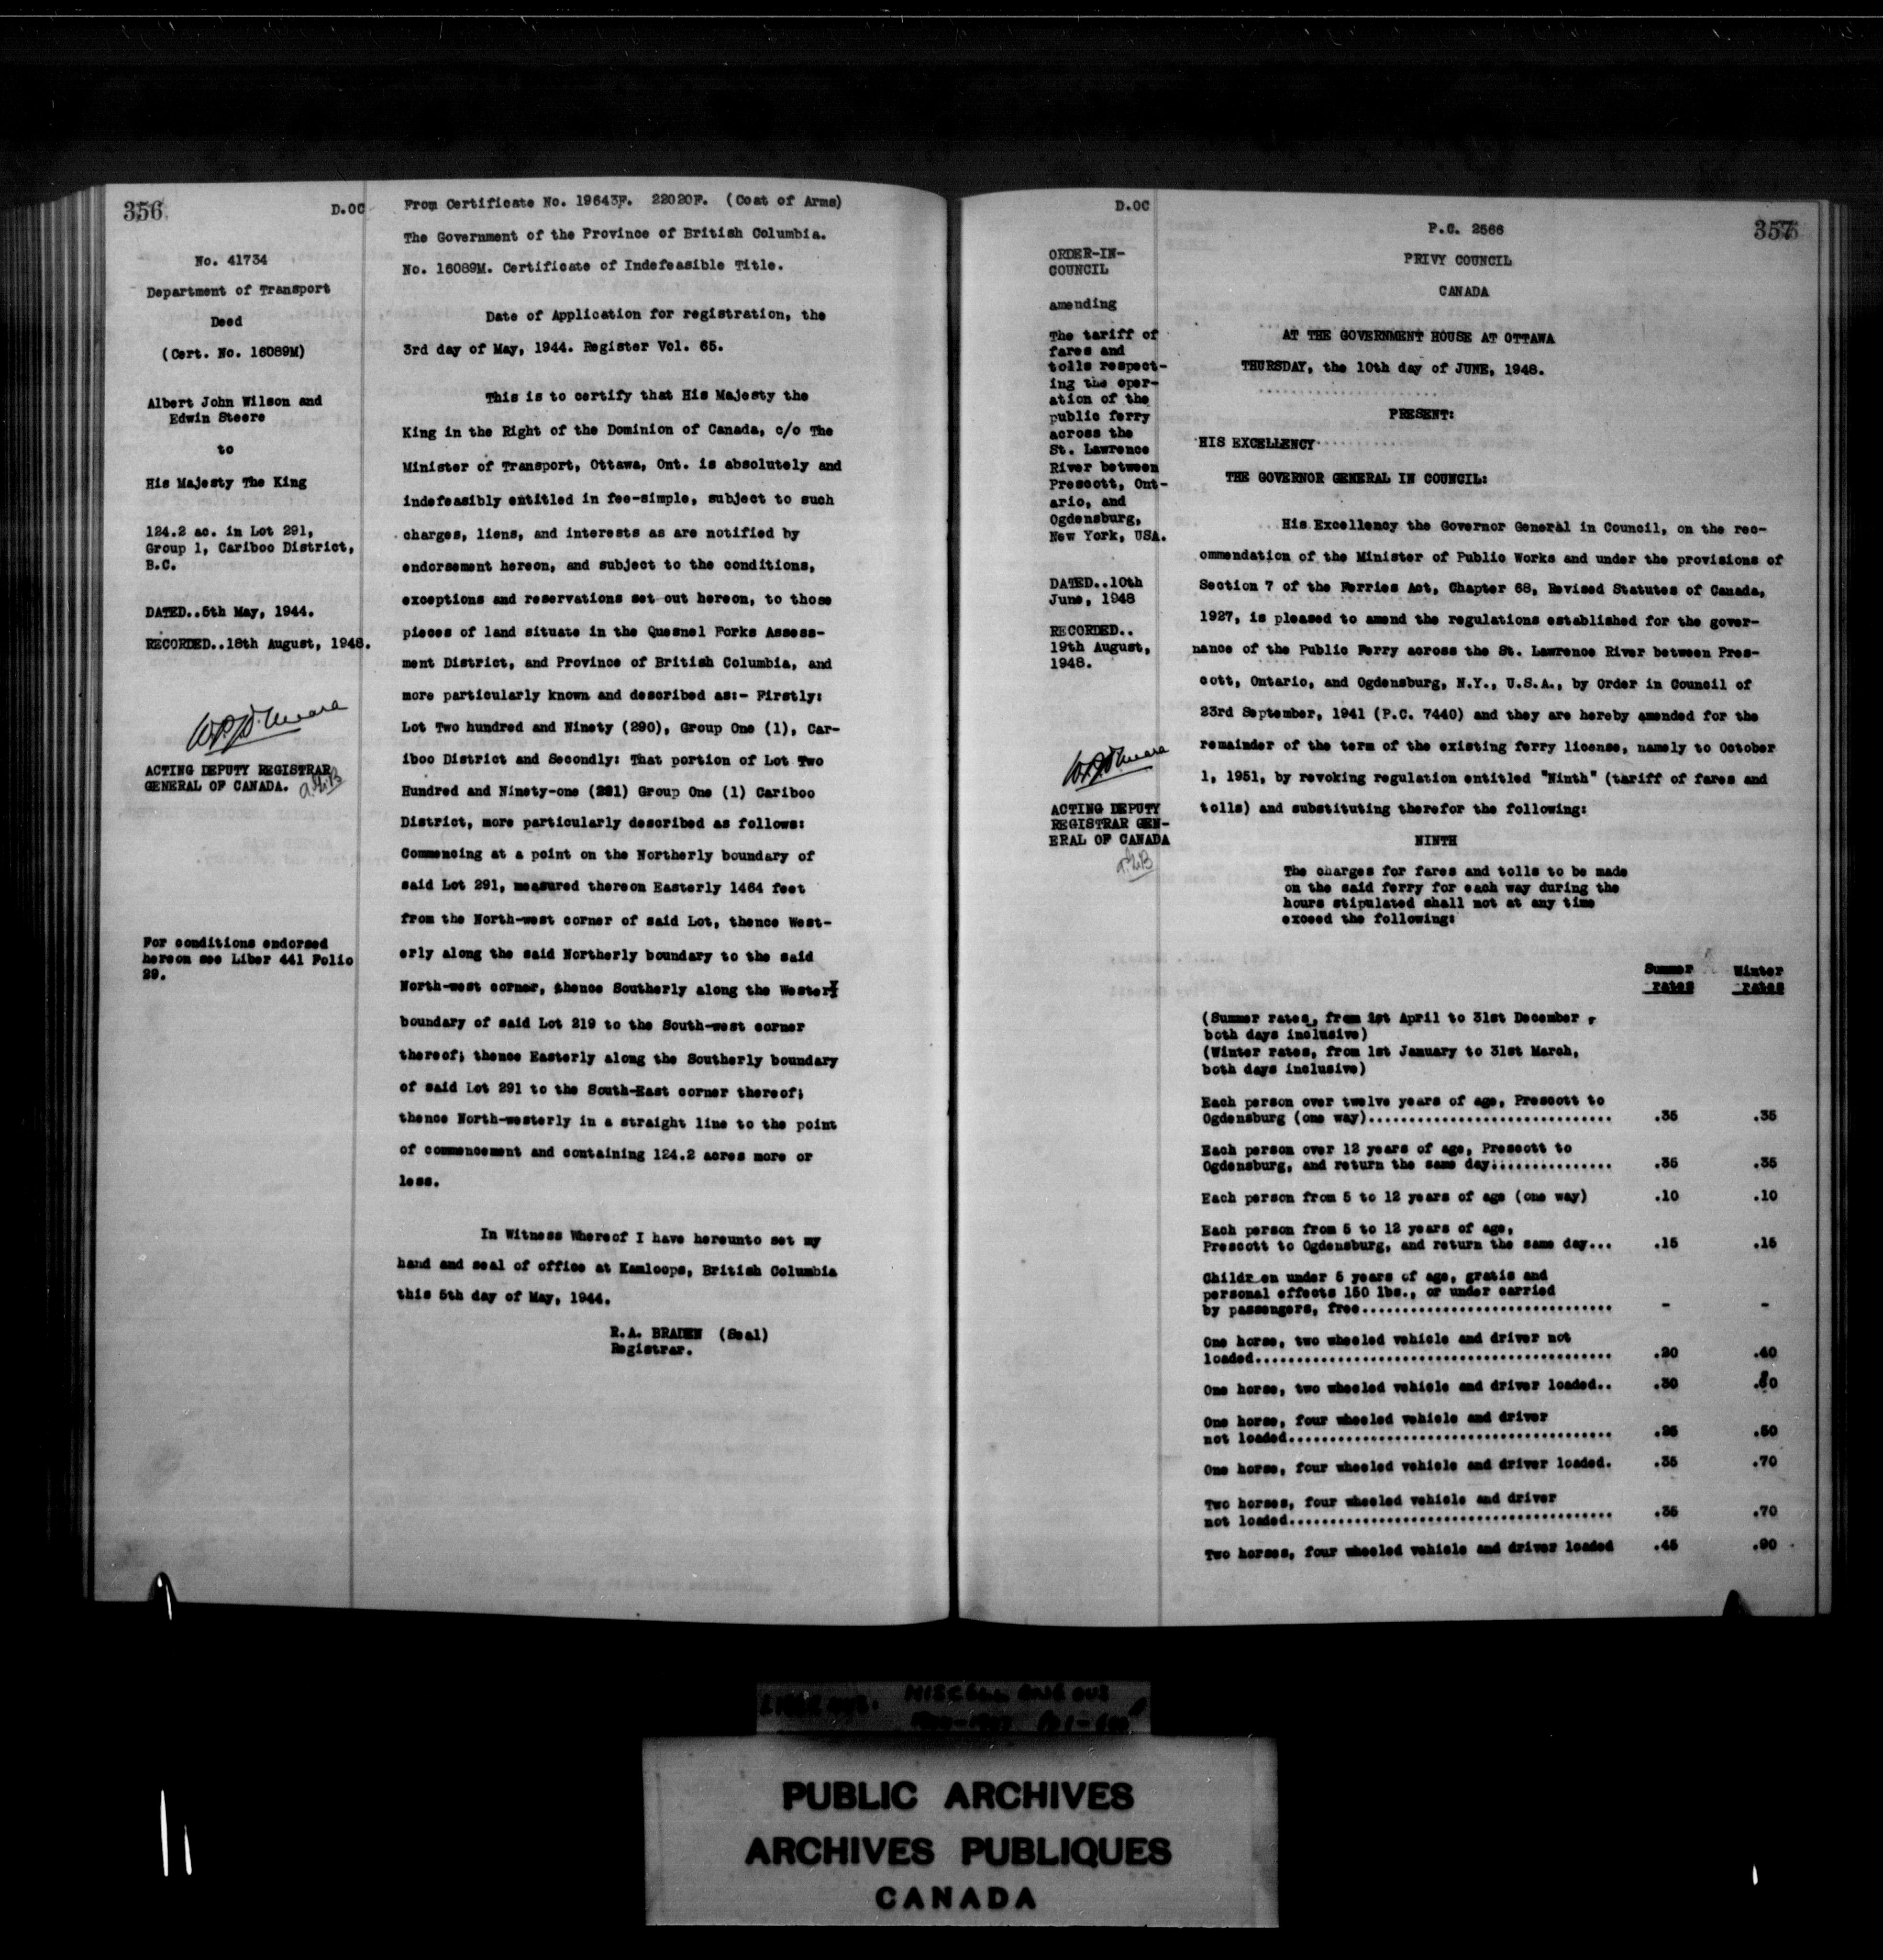 356
D.OC
No. 41734
Department of Transport
Deed
(Cert. No. 16089M)
Albert John Wilson and
Edwin Steere
to
His Majesty The King
124.2 ac. in Lot 291,
Group 1, Cariboo District,
B.C.
DATED..5th May, 1944.
RECORDED..18th August, 1948.
ACTING DEPUTY REGISTRAR
GENERAL OF CANADA.
For conditions endorsed
hereon see Liber 441 Folio
29.
From Certificate No. 19643F. 22020F. (Coat of Arms)
The Government of the Province of British Columbia.
No. 16089M. Certificate of Indefeasible Title.
Date of Application for registration, the
3rd day of May, 1944. Register Vol. 65.
This is to certify that His Majesty the
King in the Right of the Dominion of Canada, c/o The
Minister of Transport, Ottawa, Ont. is absolutely and
indefeasibly entitled in fee-simple, subject to such
charges, liens, and interests as are notified by
endorsement hereon, and subject to the conditions,
exceptions and reservations set out hereon, to those
pieces of land situate in the Quesnel Forks Assess-
ment District, and Province of British Columbia, and
more particularly known and described as:- Firstly:
Lot Two hundred and Ninety (290), Group One (1), Car-
iboo District and Secondly: That portion of Lot Two
Hundred and Ninety-one (291) Group One (1) Cariboo
District, more particularly described as follows:
Commencing at a point on the Northerly boundary of
said Lot 291, measured thereon Easterly 1464 feet
from the North-west corner of said Lot, thence West-
erly along the said Northerly boundary to the said
North-west corner, thence Southerly along the Western
boundary of said Lot 219 to the South-west corner
thereof; thence Easterly along the Southerly boundary
of said Lot 291 to the South-East corner thereof;
thence North-westerly in a straight line to the point
of commencement and containing 124.2 acres more or
less.
In Witness Whereof I have hereunto set my
hand and seal of office at Kamloops, British Columbia
this 5th day of May, 1944.
R.A. BRADEN (Seal)
Registrar.
D.OC
357
ORDER-IN-
COUNCIL
amending
The tariff of
fares and
tolls respect-
ing the oper-
ation of the
public ferry
across the
St. Lawrence
River between
Prescott, Ont-
ario, and
Ogdensburg,
New York, USA.
DATED..10th
June, 1948
RECORDED..
19th August,
1948.
ACTING DEPUTY
REGISTRAR GEN-
ERAL OF CANADA
P.C. 2566
PRIVY COUNCIL
CANADA
AT THE GOVERNMENT HOUSE AT OTTAWA
THURSDAY, the 10th day of JUNE, 1948.
PRESENT:
HIS EXCELLENCY
THE GOVERNOR GENERAL IN COUNCIL:
His Excellency the Governor General in Council, on the rec-
ommendation of the Minister of Public Works and under the provisions of
Section 7 of the Ferries Act, Chapter 68, Revised Statutes of Canada,
1927, is pleased to amend the regulations established for the gover-
nance of the Public Ferry across the St. Lawrence River between Pres-
cott, Ontario, and Ogdensburg, N.Y., U.S.A., by Order in Council of
23rd September, 1941 (P.C. 7440) and they are hereby amended for the
remainder of the term of the existing ferry license, namely to October
1, 1951, by revoking regulation entitled "Ninth" (tariff of fares and
tolls) and substituting therefor the following:
NINTH
The charges for fares and tolls to be made
on the said ferry for each way during the
hours stipulated shall not at any time
exceed the following:
Summer Winter
rates rates
(Summer rates, from 1st April to 31st December,
both days inclusive)
(Winter rates, from 1st January to 31st March,
both days inclusive)
Each person over twelve years of age, Prescott to
Ogdensburg (one way).............................. .35 .35
Each person over 12 years of age, Prescott to
Ogdensburg, and return the same day............... .35 .35
Each person from 5 to 12 years of age (one way) .10 .10
Each person from 5 to 12 years of age,
Prescott to Ogdensburg, and return the same day... .15 .15
Children under 5 years of age, gratis and
personal effects 150 lbs., or under carried
by passengers, free............................... - -
One horse, two wheeled vehicle and driver not
loaded............................................ .20 .40
One horse, two wheeled vehicle and driver loaded.. .30
One horse, four wheeled vehicle and driver
not loaded........................................ .25 .50
One horse, four wheeled vehicle and driver loaded. .35 .70
Two horses, four wheeled vehicle and driver
not loaded........................................ .35 .70
Two horses, four wheeled vehicle and driver loaded .45 .90
MISCELLANEOUS
PUBLIC ARCHIVES
ARCHIVES PUBLIQUES
CANADA